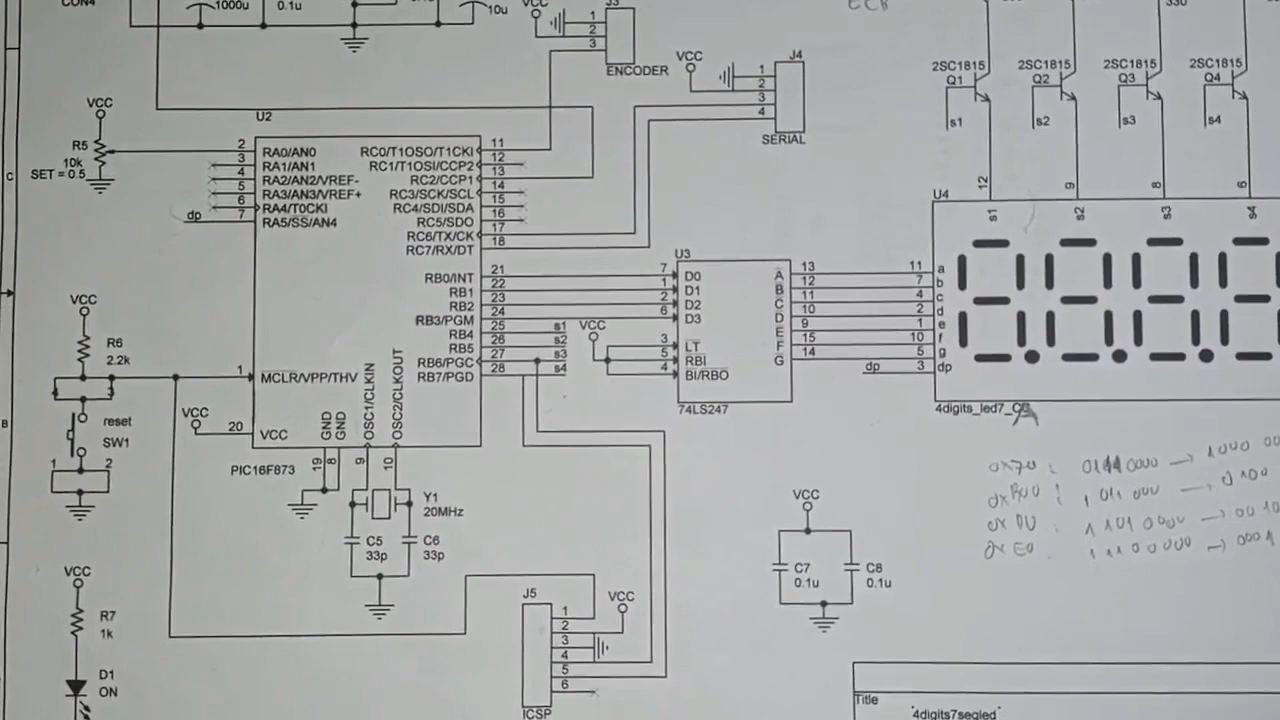 CON4
1000u
0.1u
10u
VCC
J3
1
2
3
ENCODER
VCC
J4
1
2
3
4
SERIAL
330
2SC1815
Q1
s1
2SC1815
Q2
s2
2SC1815
Q3
s3
2SC1815
Q4
s4
C
VCC
R5
10k
SET = 0.5
U2
2 RA0/AN0
3 RA1/AN1
4 RA2/AN2/VREF-
5 RA3/AN3/VREF+
6 RA4/T0CKI
dp 7 RA5/SS/AN4
RC0/T1OSO/T1CKI 11
RC1/T1OSI/CCP2 12
RC2/CCP1 13
RC3/SCK/SCL 14
RC4/SDI/SDA 15
RC5/SDO 16
RC6/TX/CK 17
RC7/RX/DT 18
RB0/INT 21
RB1 22
RB2 23
RB3/PGM 24
RB4 25 s1
RB5 26 s2
RB6/PGC 27 s3
RB7/PGD 28 s4
1 MCLR/VPP/THV
VCC
20 VCC
GND
GND
OSC1/CLKIN
OSC2/CLKOUT
19
8
9
10
PIC16F873
U3
7 D0
1 D1
2 D2
6 D3
VCC
3 LT
5 RBI
4 BI/RBO
A 13
B 12
C 11
D 10
E 9
F 15
G 14
74LS247
U4
12
9
8
6
s1
s2
s3
s4
11 a
7 b
4 c
2 d
1 e
10 f
5 g
dp 3 dp
VCC
R6
2.2k
4
3
reset
SW1
1
2
B
Y1
20MHz
C5
33p
C6
33p
VCC
C7
0.1u
C8
0.1u
VCC
R7
1k
D1
ON
J5
VCC
1
2
3
4
5
6
ICSP
Title
4digits7segled